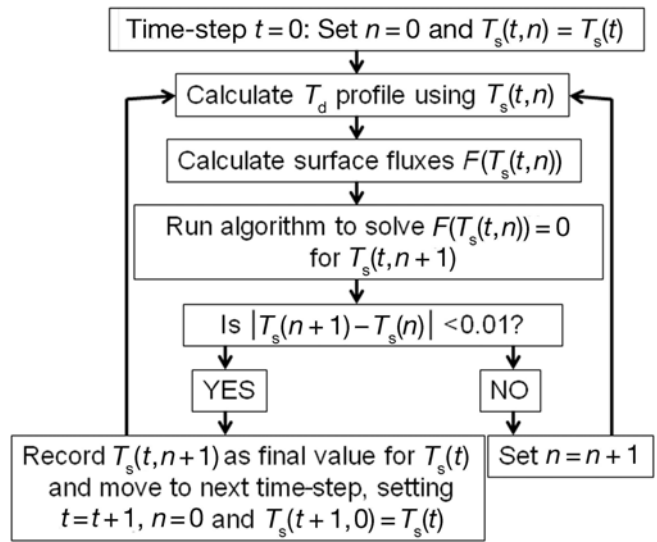 Time-step t = 0: Set n = 0 and Tₛ(t,n) = Tₛ(t)
Calculate T_d profile using Tₛ(t,n)
Calculate surface fluxes F(Tₛ(t,n))
Run algorithm to solve F(Tₛ(t,n)) = 0
for Tₛ(t,n + 1)
Is |Tₛ(n + 1) – Tₛ(n)| <0.01?
YES
NO
Record Tₛ(t,n+1) as final value for Tₛ(t)
and move to next time-step, setting
t=t+1, n=0 and Tₛ(t+1,0)=Tₛ(t)
Set n=n+1